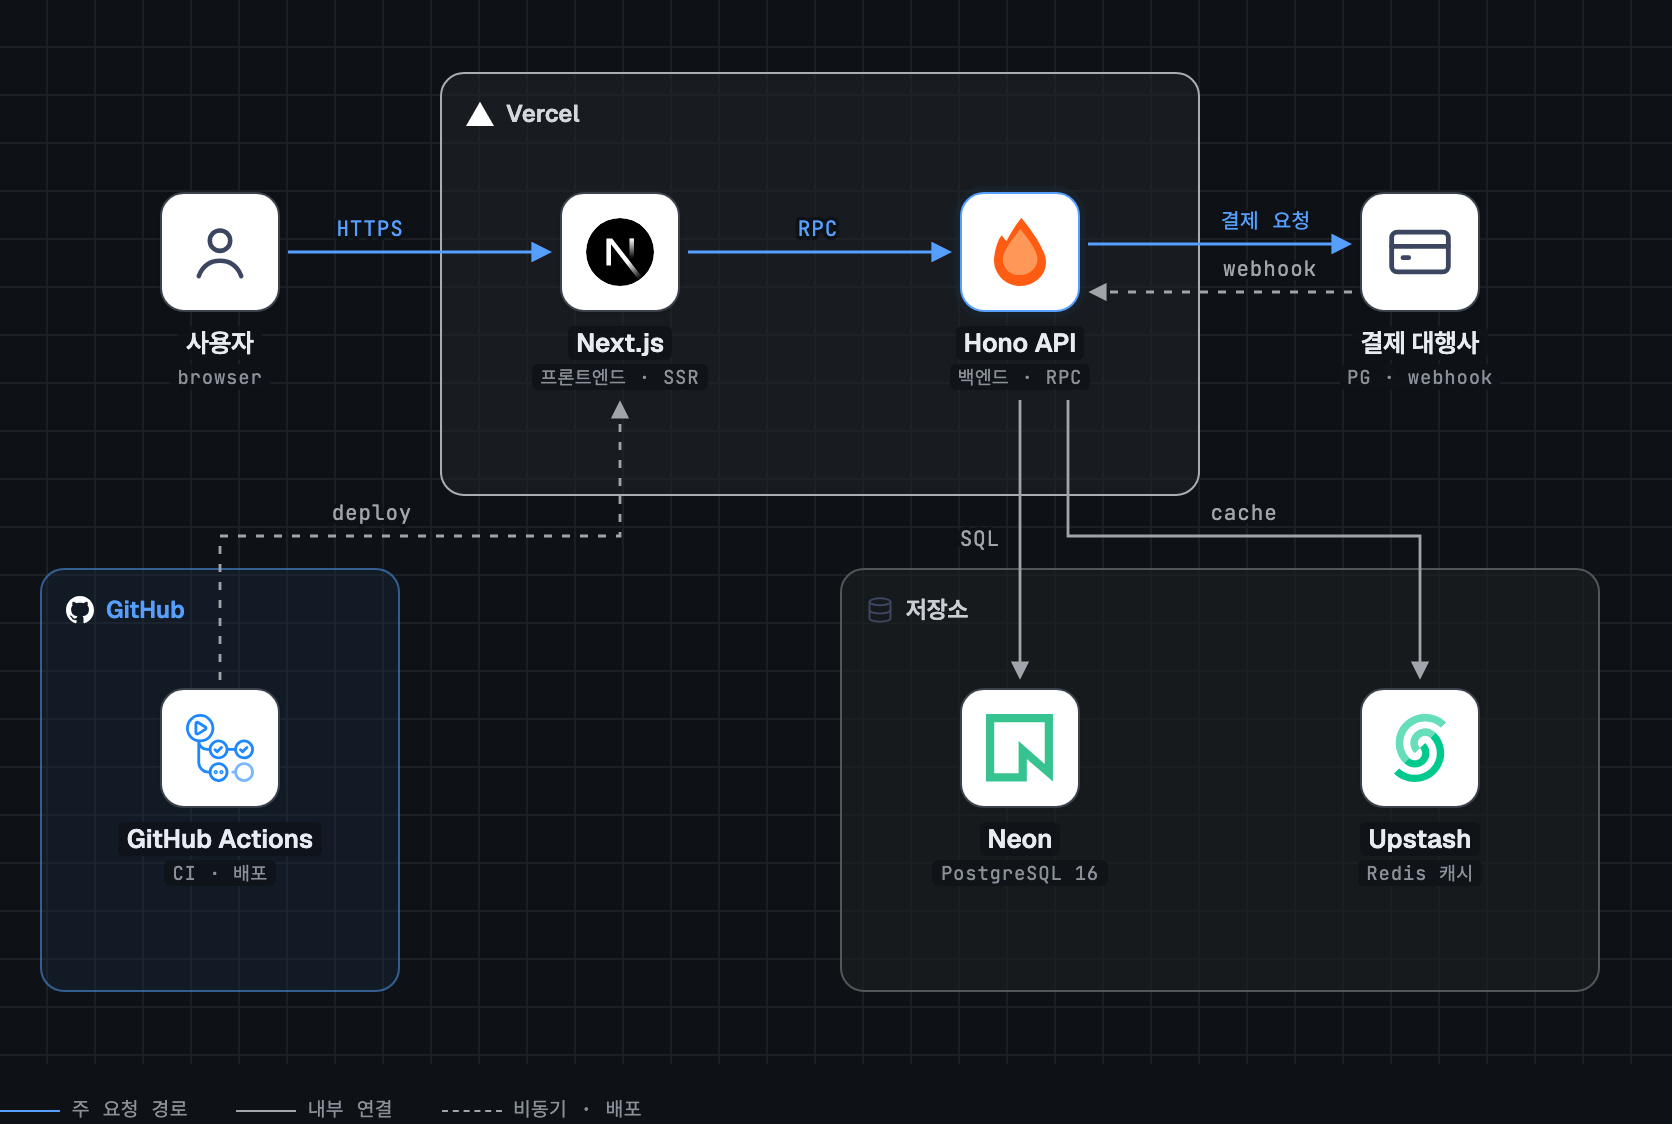 Vercel
HTTPS
RPC
결제 요청
webhook
사용자
browser
Next.js
프론트엔드 · SSR
Hono API
백엔드 · RPC
결제 대행사
PG · webhook
deploy
SQL
cache
GitHub
저장소
GitHub Actions
CI · 배포
Neon
PostgreSQL 16
Upstash
Redis 캐시
주 요청 경로
내부 연결
비동기 · 배포